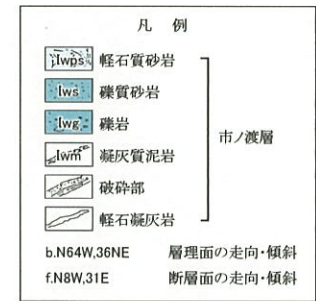 凡 例
Iwps 軽石質砂岩
Iws 礫質砂岩
Iwg 礫岩
Iwm 凝灰質泥岩
破砕部
軽石凝灰岩
市ノ渡層
b.N64W,36NE 層理面の走向・傾斜
f.N8W,31E 断層面の走向・傾斜